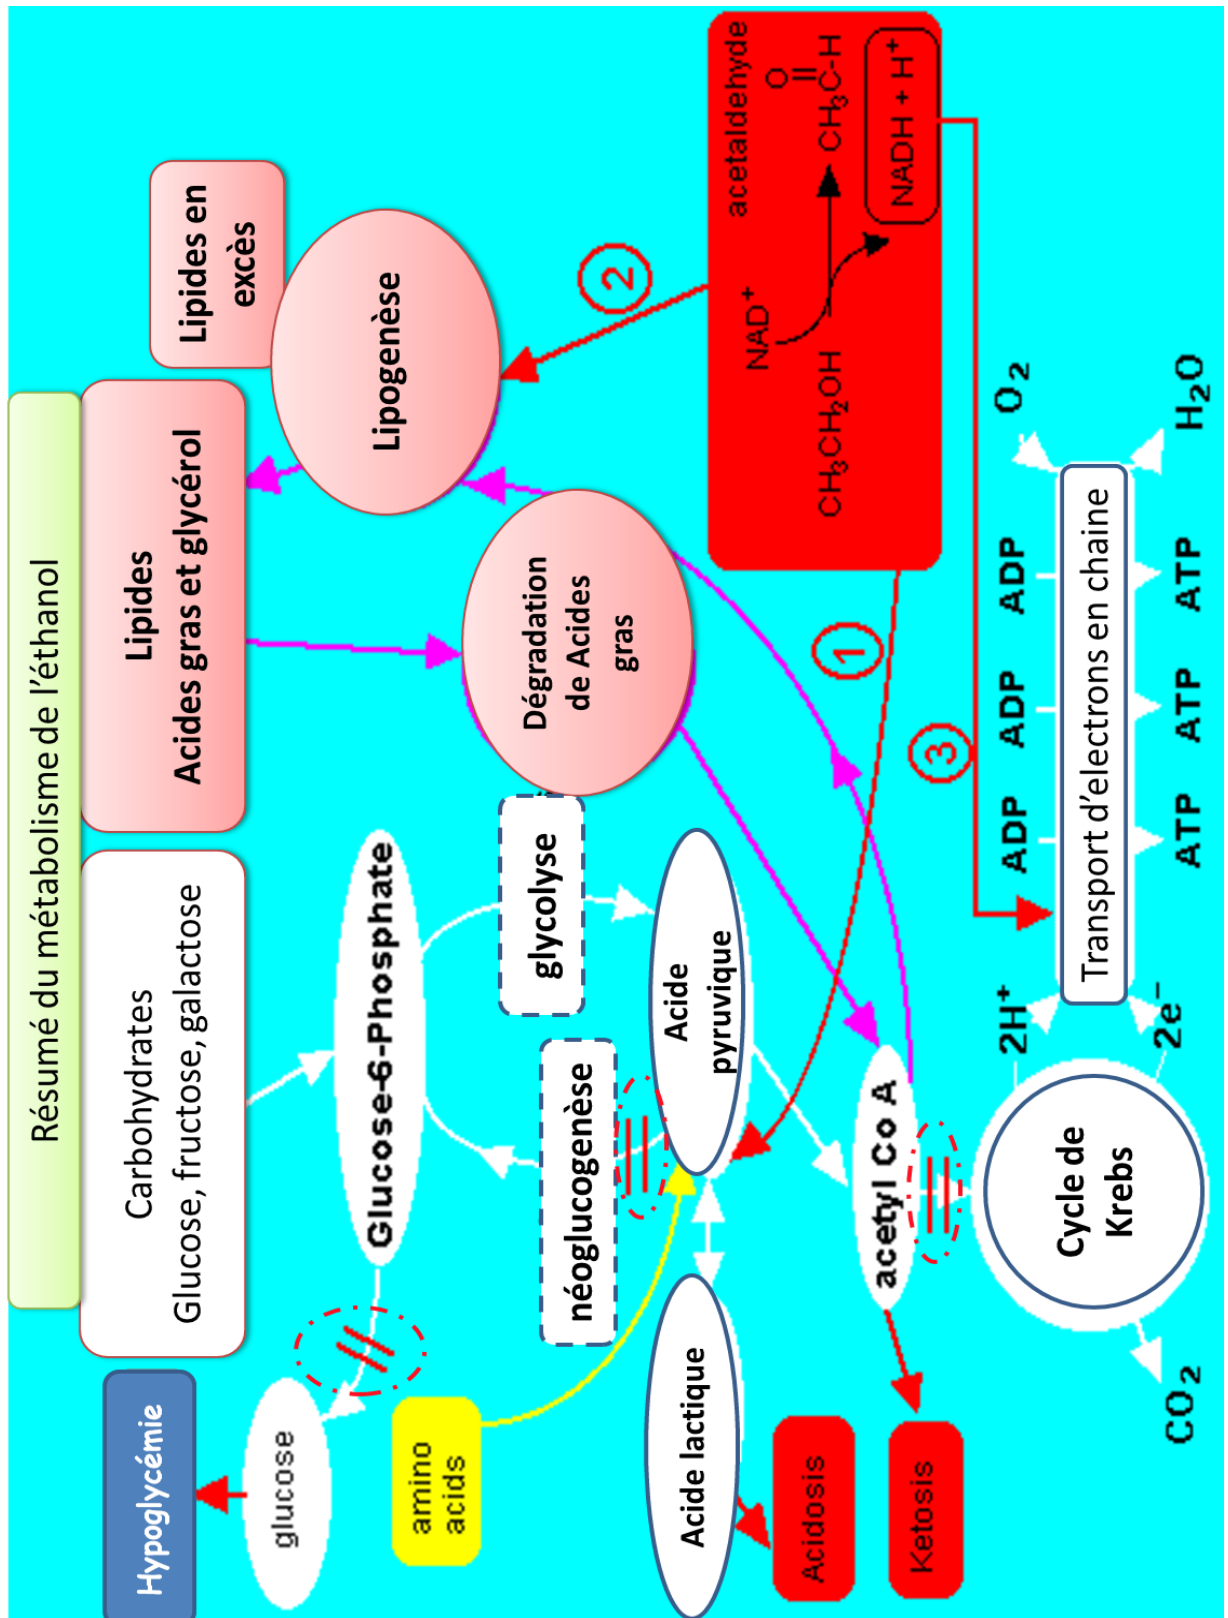 Résumé du métabolisme de l'éthanol
Hypoglycémie
Carbohydrates
Glucose, fructose, galactose
Lipides
Acides gras et glycérol
Lipides en
excès
glucose
Glucose-6-Phosphate
Lipogenèse
amino
acids
néoglucogenèse
glycolyse
Dégradation
de Acides
gras
2
Acide lactique
Acide
pyruvique
Acidosis
Ketosis
acetyl Co A
1
3
acetaldehyde
NAD+
O
CH3CH2OH
CH3C-H
NADH + H+
CO2
Cycle de
Krebs
2H+
2e−
ADP
ADP
ADP
O2
Transport d'electrons en chaine
ATP
ATP
ATP
H2O